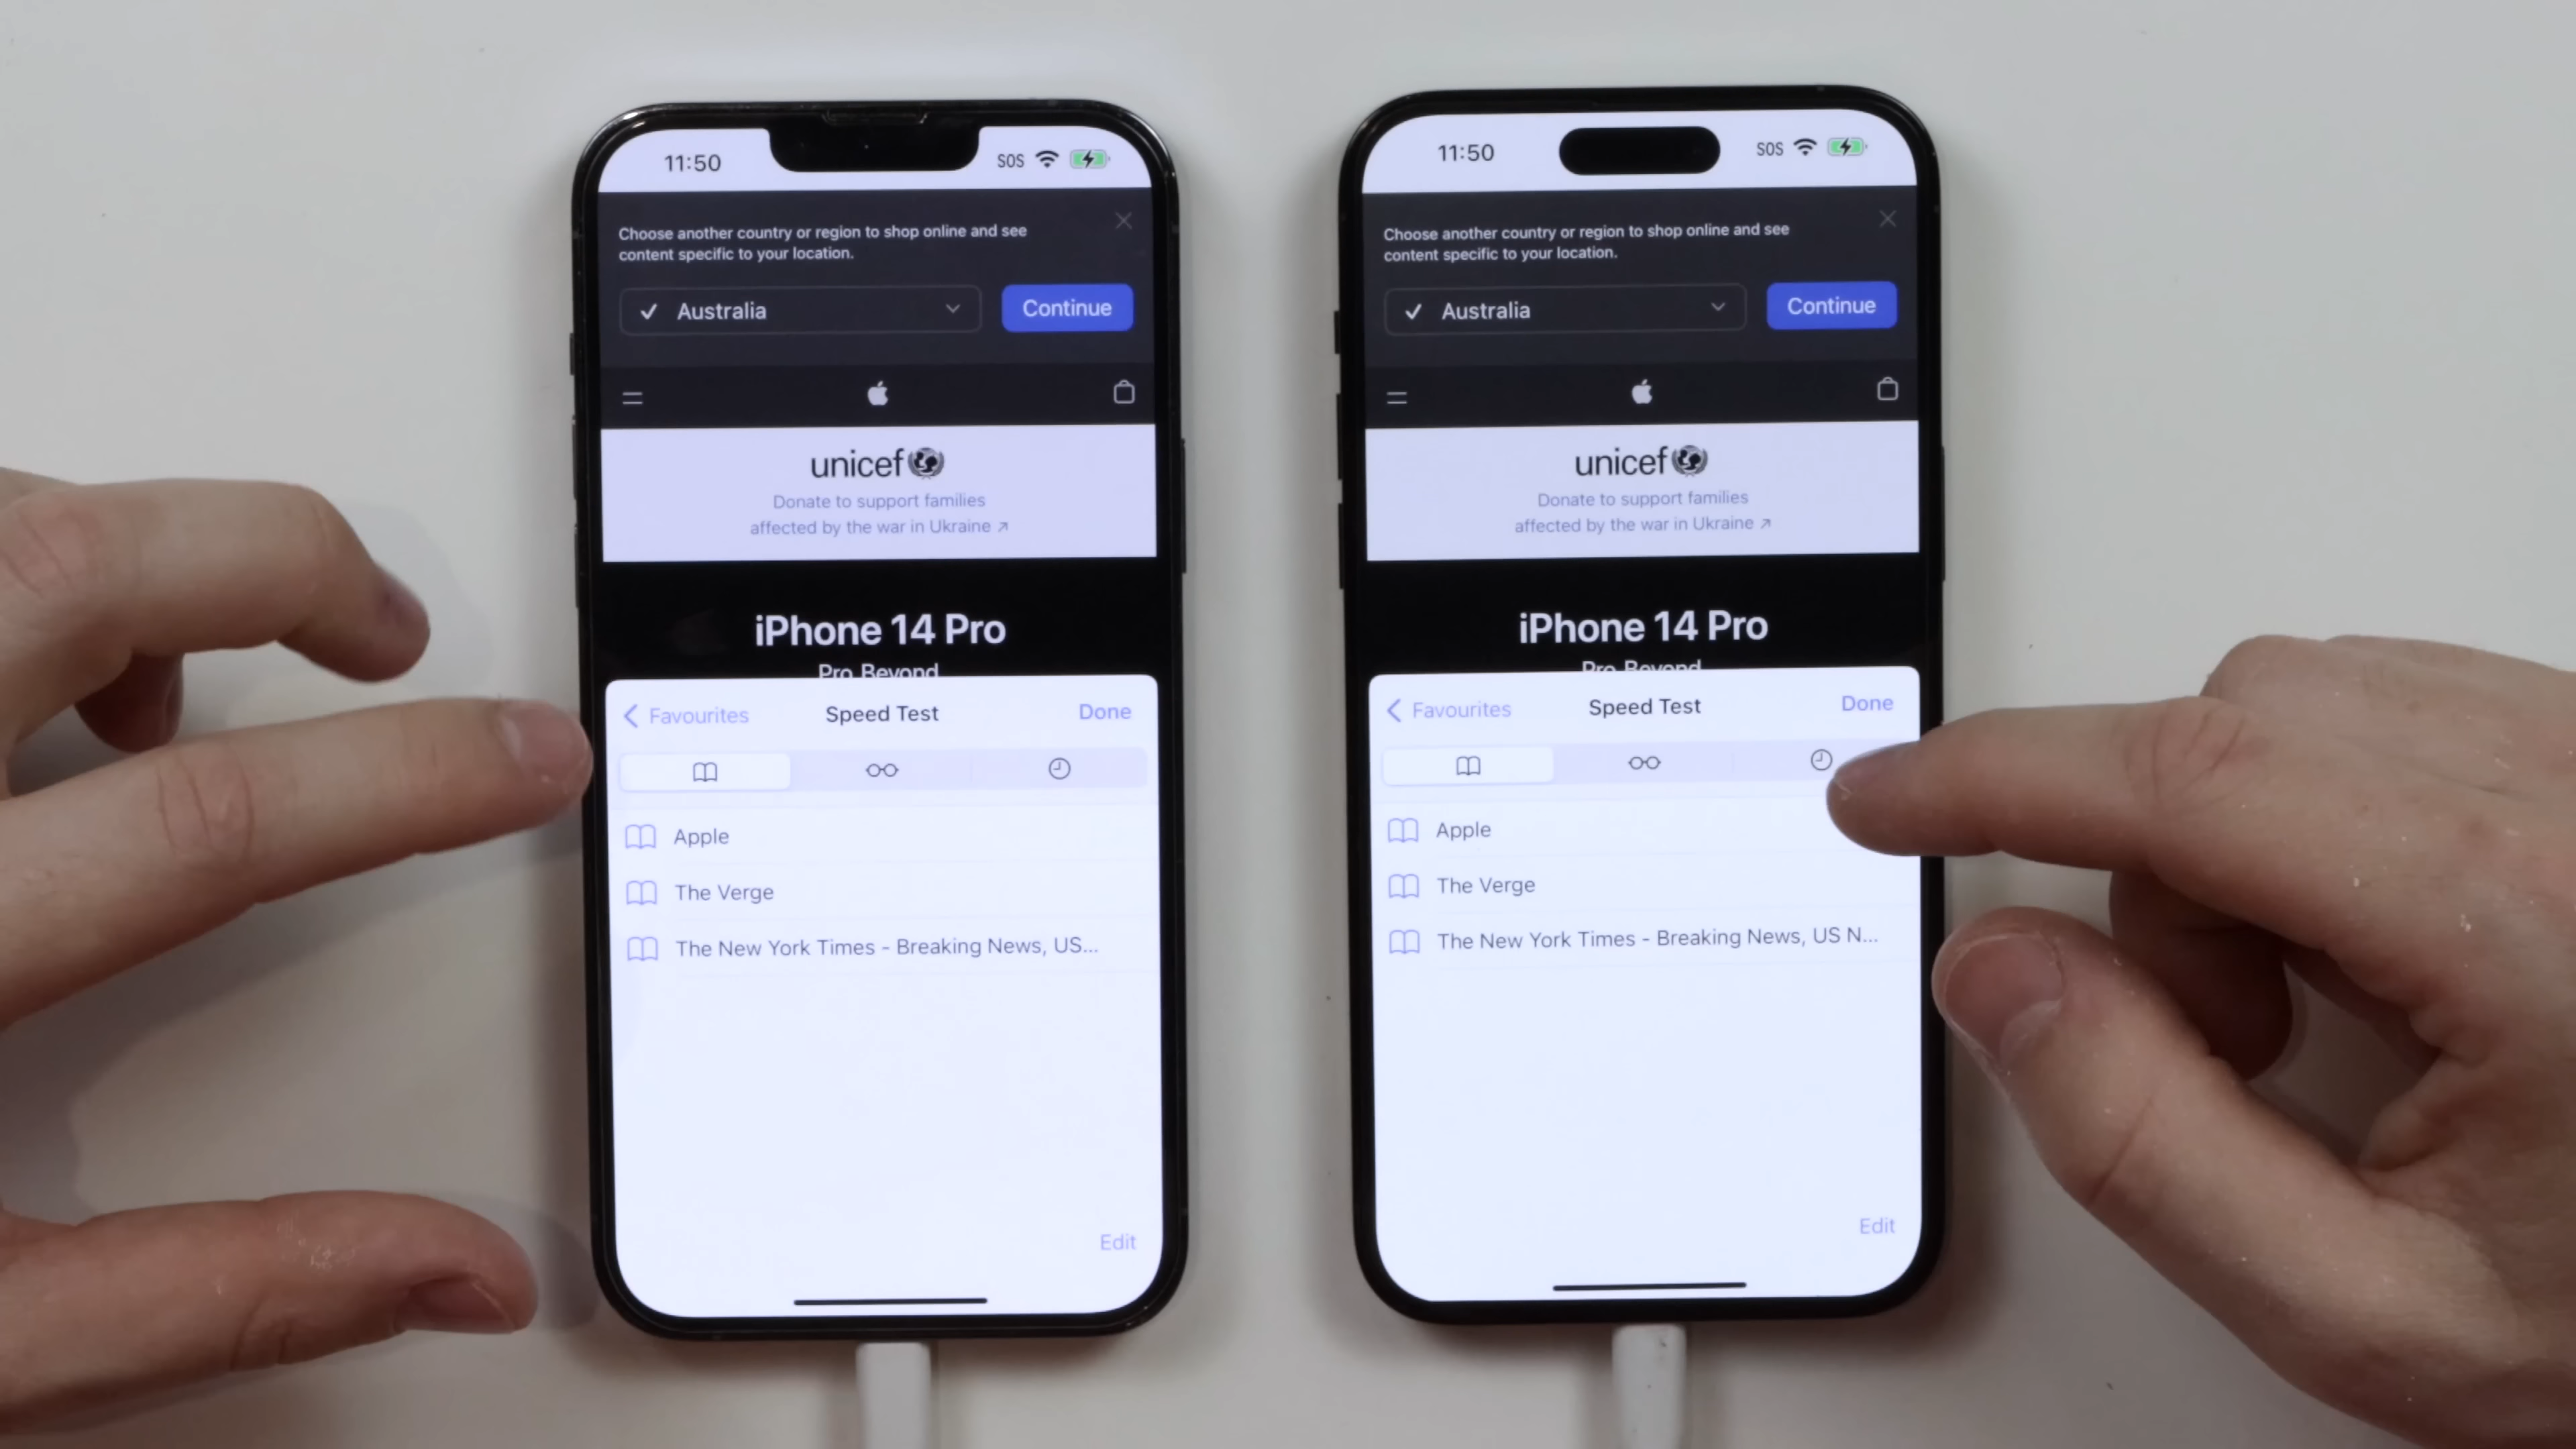 11:50
SOS
Choose another country or region to shop online and see
content specific to your location.
Australia
Continue
unicef
Donate to support families
affected by the war in Ukraine
iPhone 14 Pro
Pro Beyond
Favourites
Speed Test
Done
Apple
The Verge
The New York Times - Breaking News, US...
Edit
11:50
SOS
Choose another country or region to shop online and see
content specific to your location.
Australia
Continue
unicef
Donate to support families
affected by the war in Ukraine
iPhone 14 Pro
Pro Beyond
Favourites
Speed Test
Done
Apple
The Verge
The New York Times - Breaking News, US N...
Edit